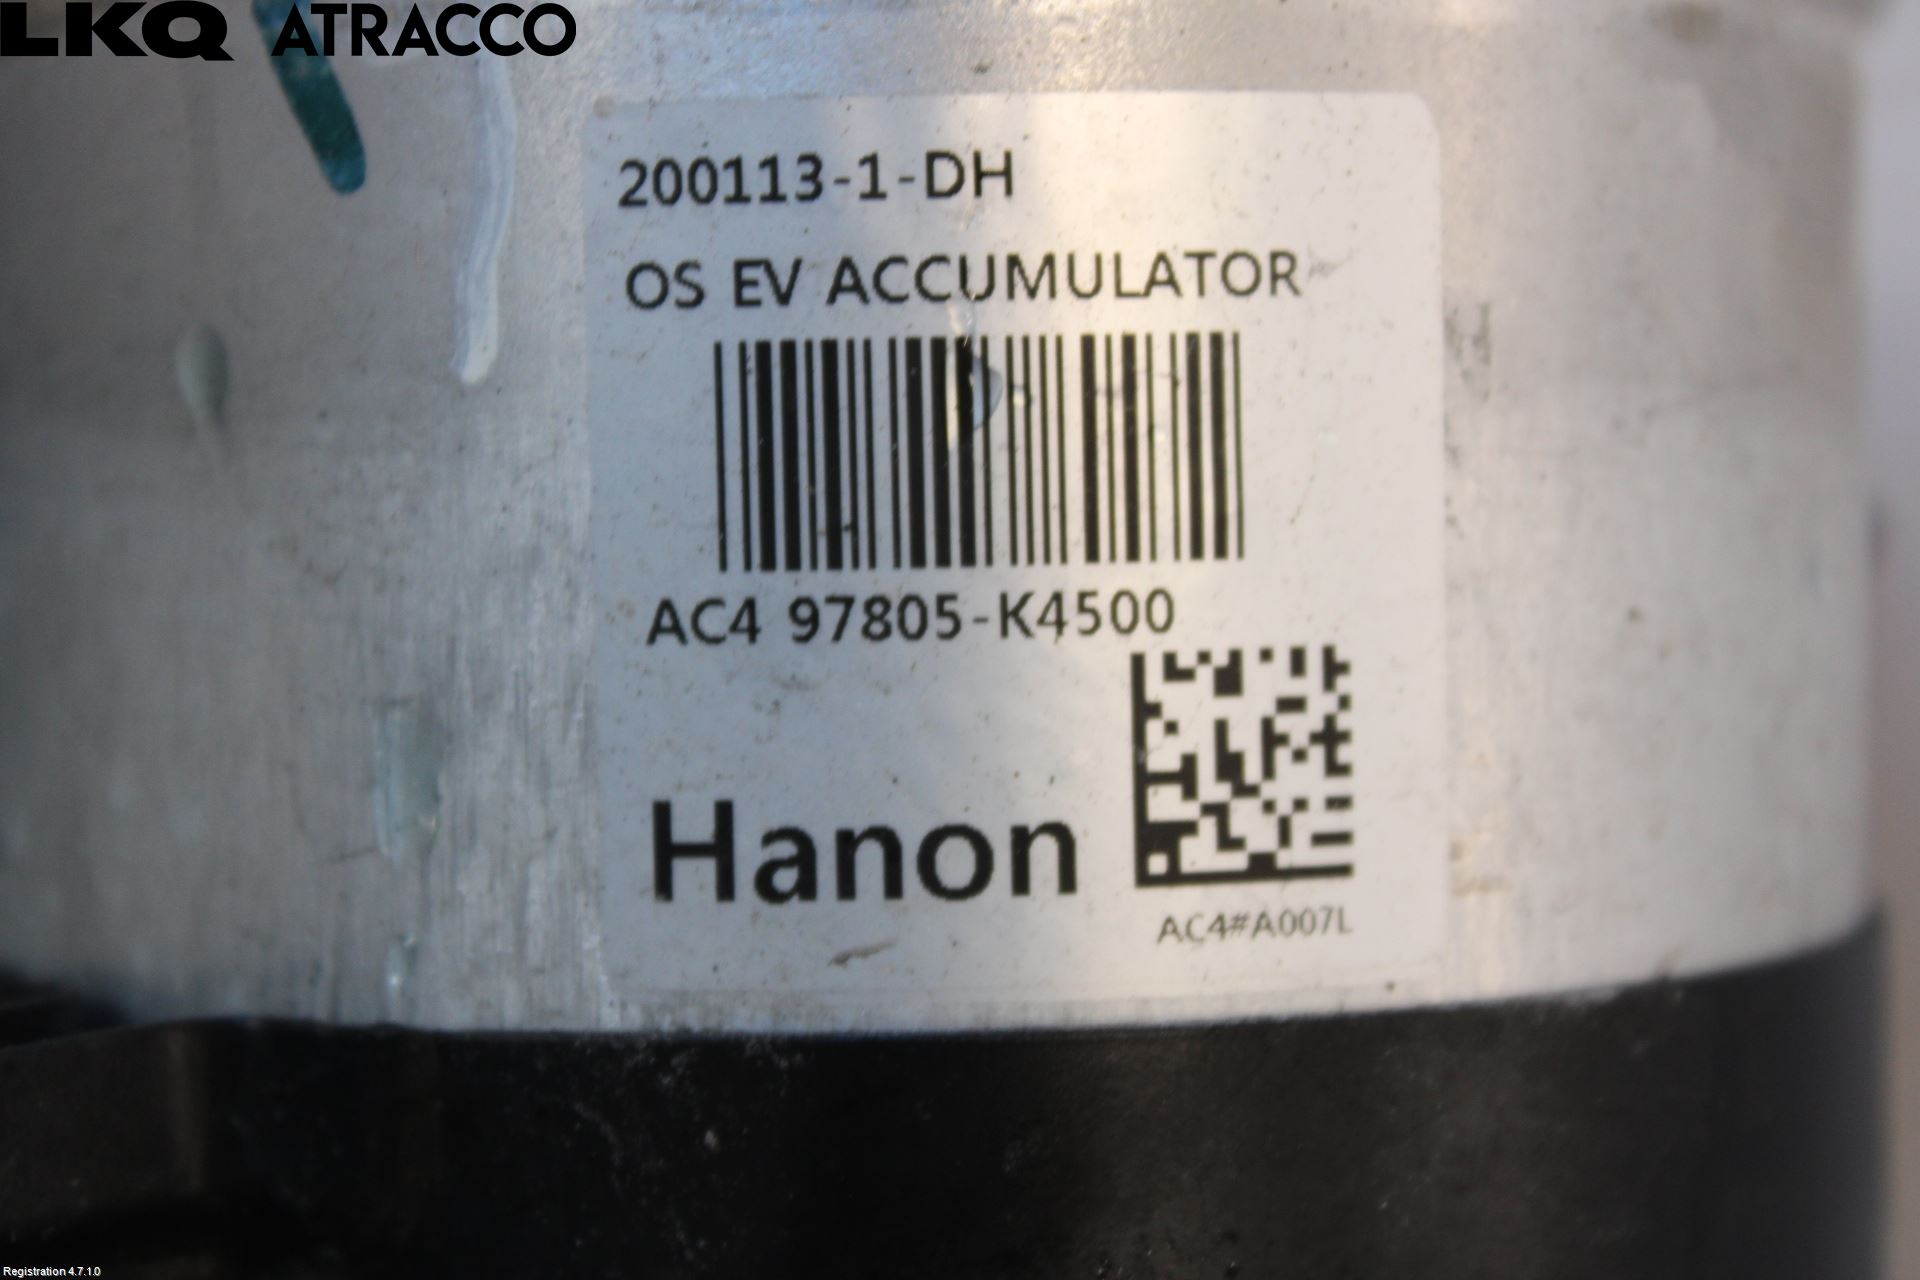 LKQ ATRACCO
200113-1-DH
OS EV ACCUMULATOR
AC4 97805-K4500
Hanon
AC4#A007L
Registration 4.7.1.0